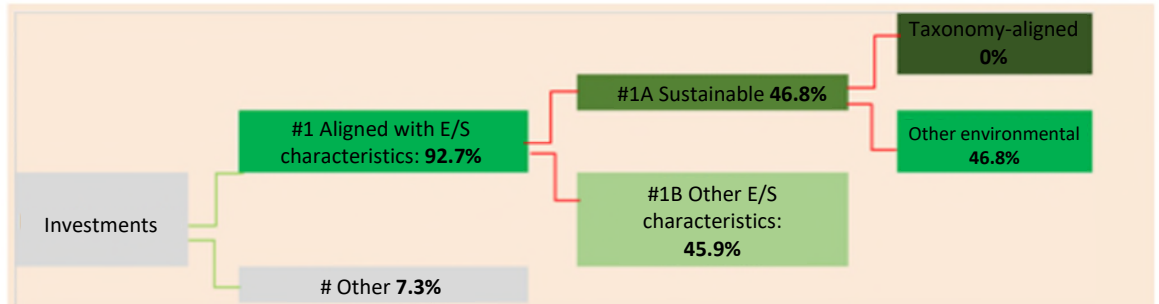 Taxonomy-aligned
0%
#1A Sustainable 46.8%
#1 Aligned with E/S
characteristics: 92.7%
Other environmental
46.8%
#1B Other E/S
characteristics:
45.9%
Investments
# Other 7.3%